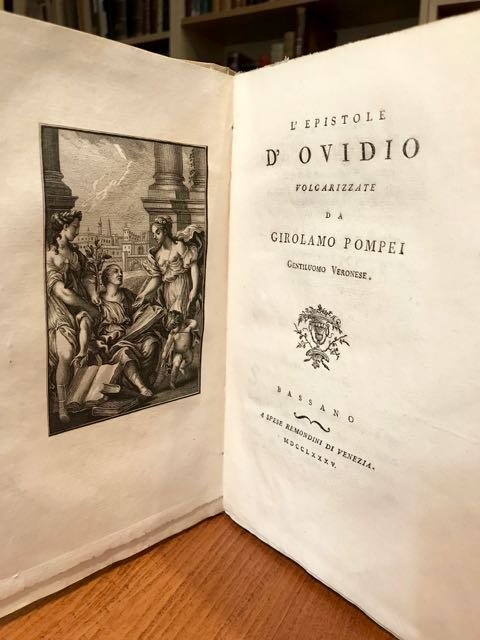 L' EPISTOLE
D' OVIDIO
VOLGARIZZATE
DA
GIROLAMO POMPEI
GENTILUOMO VERONESE.
BASSANO
A SPESE REMONDINI DI VENEZIA.
MDCCLXXXV.